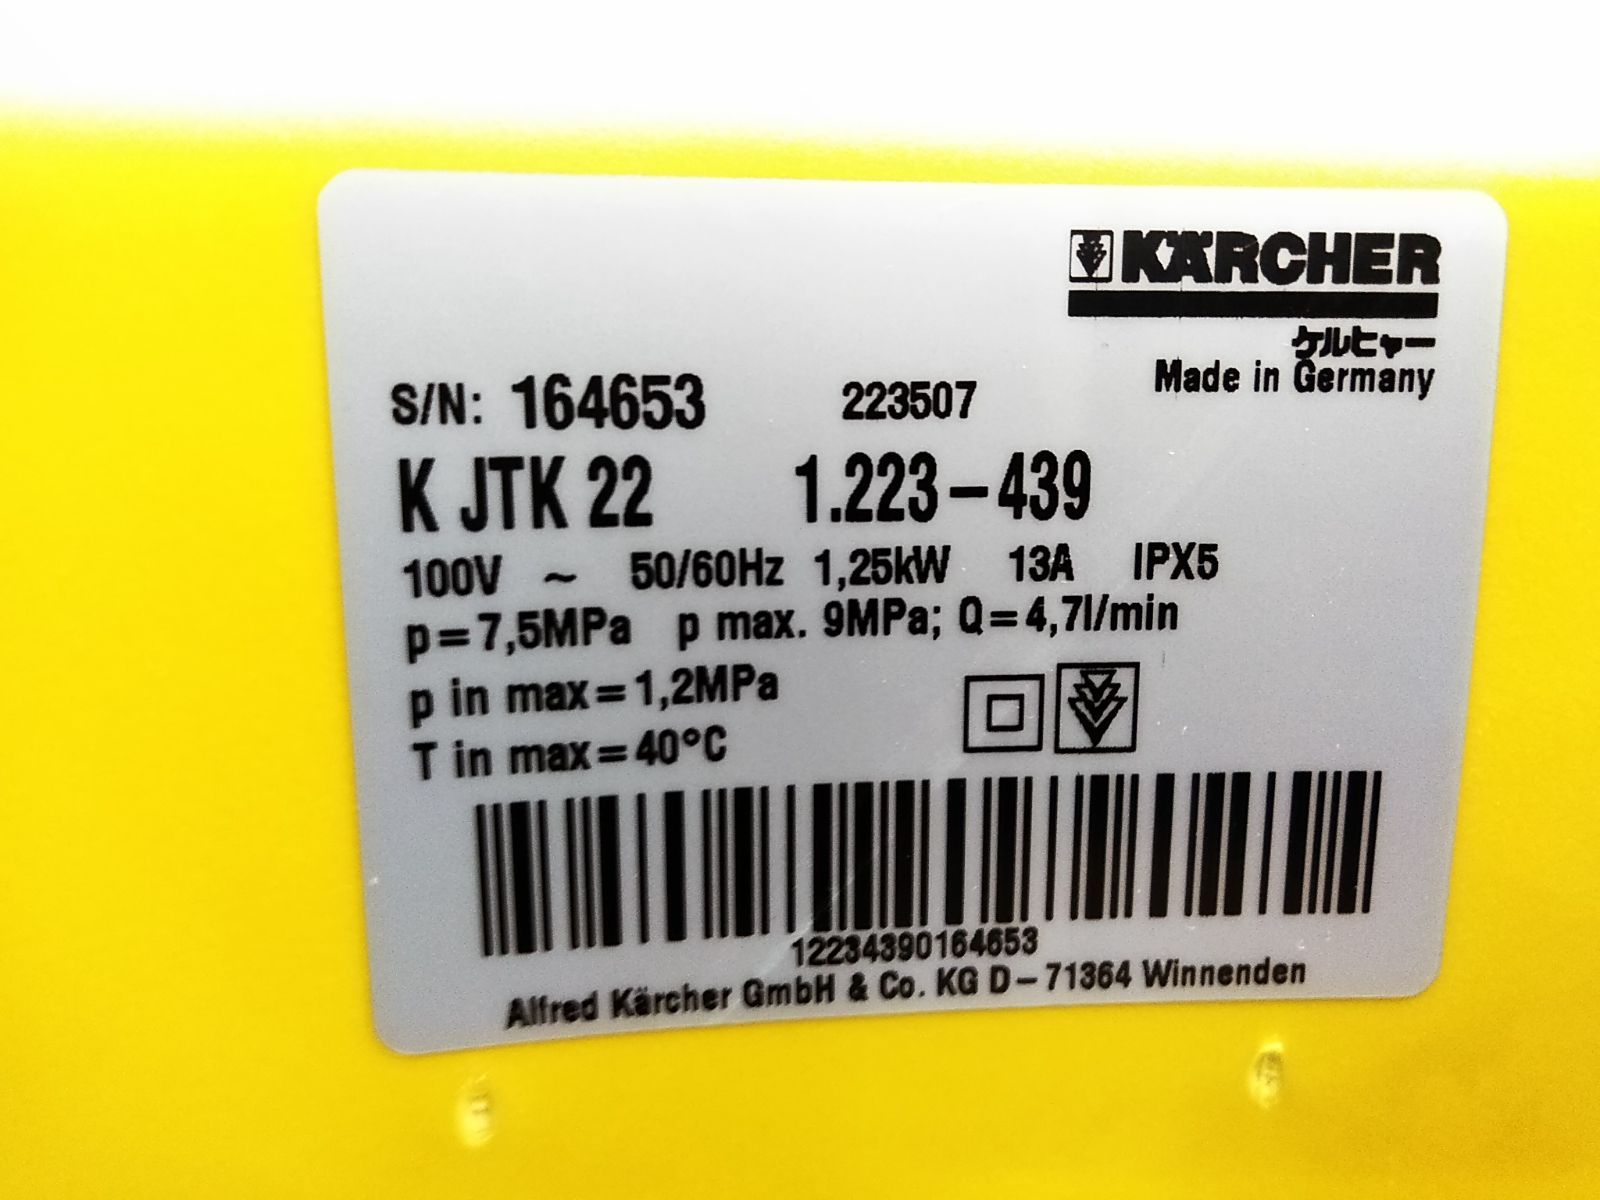 KÄRCHER
ケルヒャー
Made in Germany
S/N: 164653 223507
K JTK 22 1.223-439
100V ~ 50/60Hz 1,25kW 13A IPX5
p=7,5MPa p max. 9MPa; Q=4,7l/min
p in max=1,2MPa
T in max=40°C
12234390164653
Alfred Kärcher GmbH & Co. KG D-71364 Winnenden